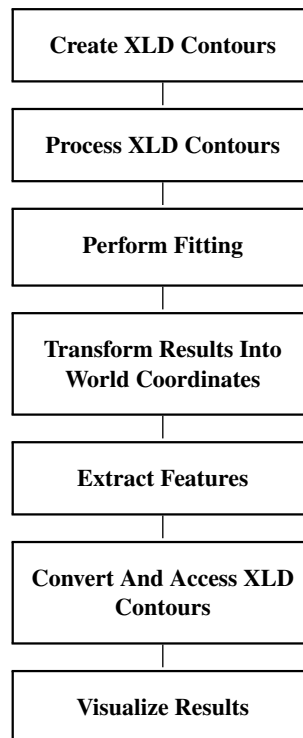 Create XLD Contours
Process XLD Contours
Perform Fitting
Transform Results Into
World Coordinates
Extract Features
Convert And Access XLD
Contours
Visualize Results